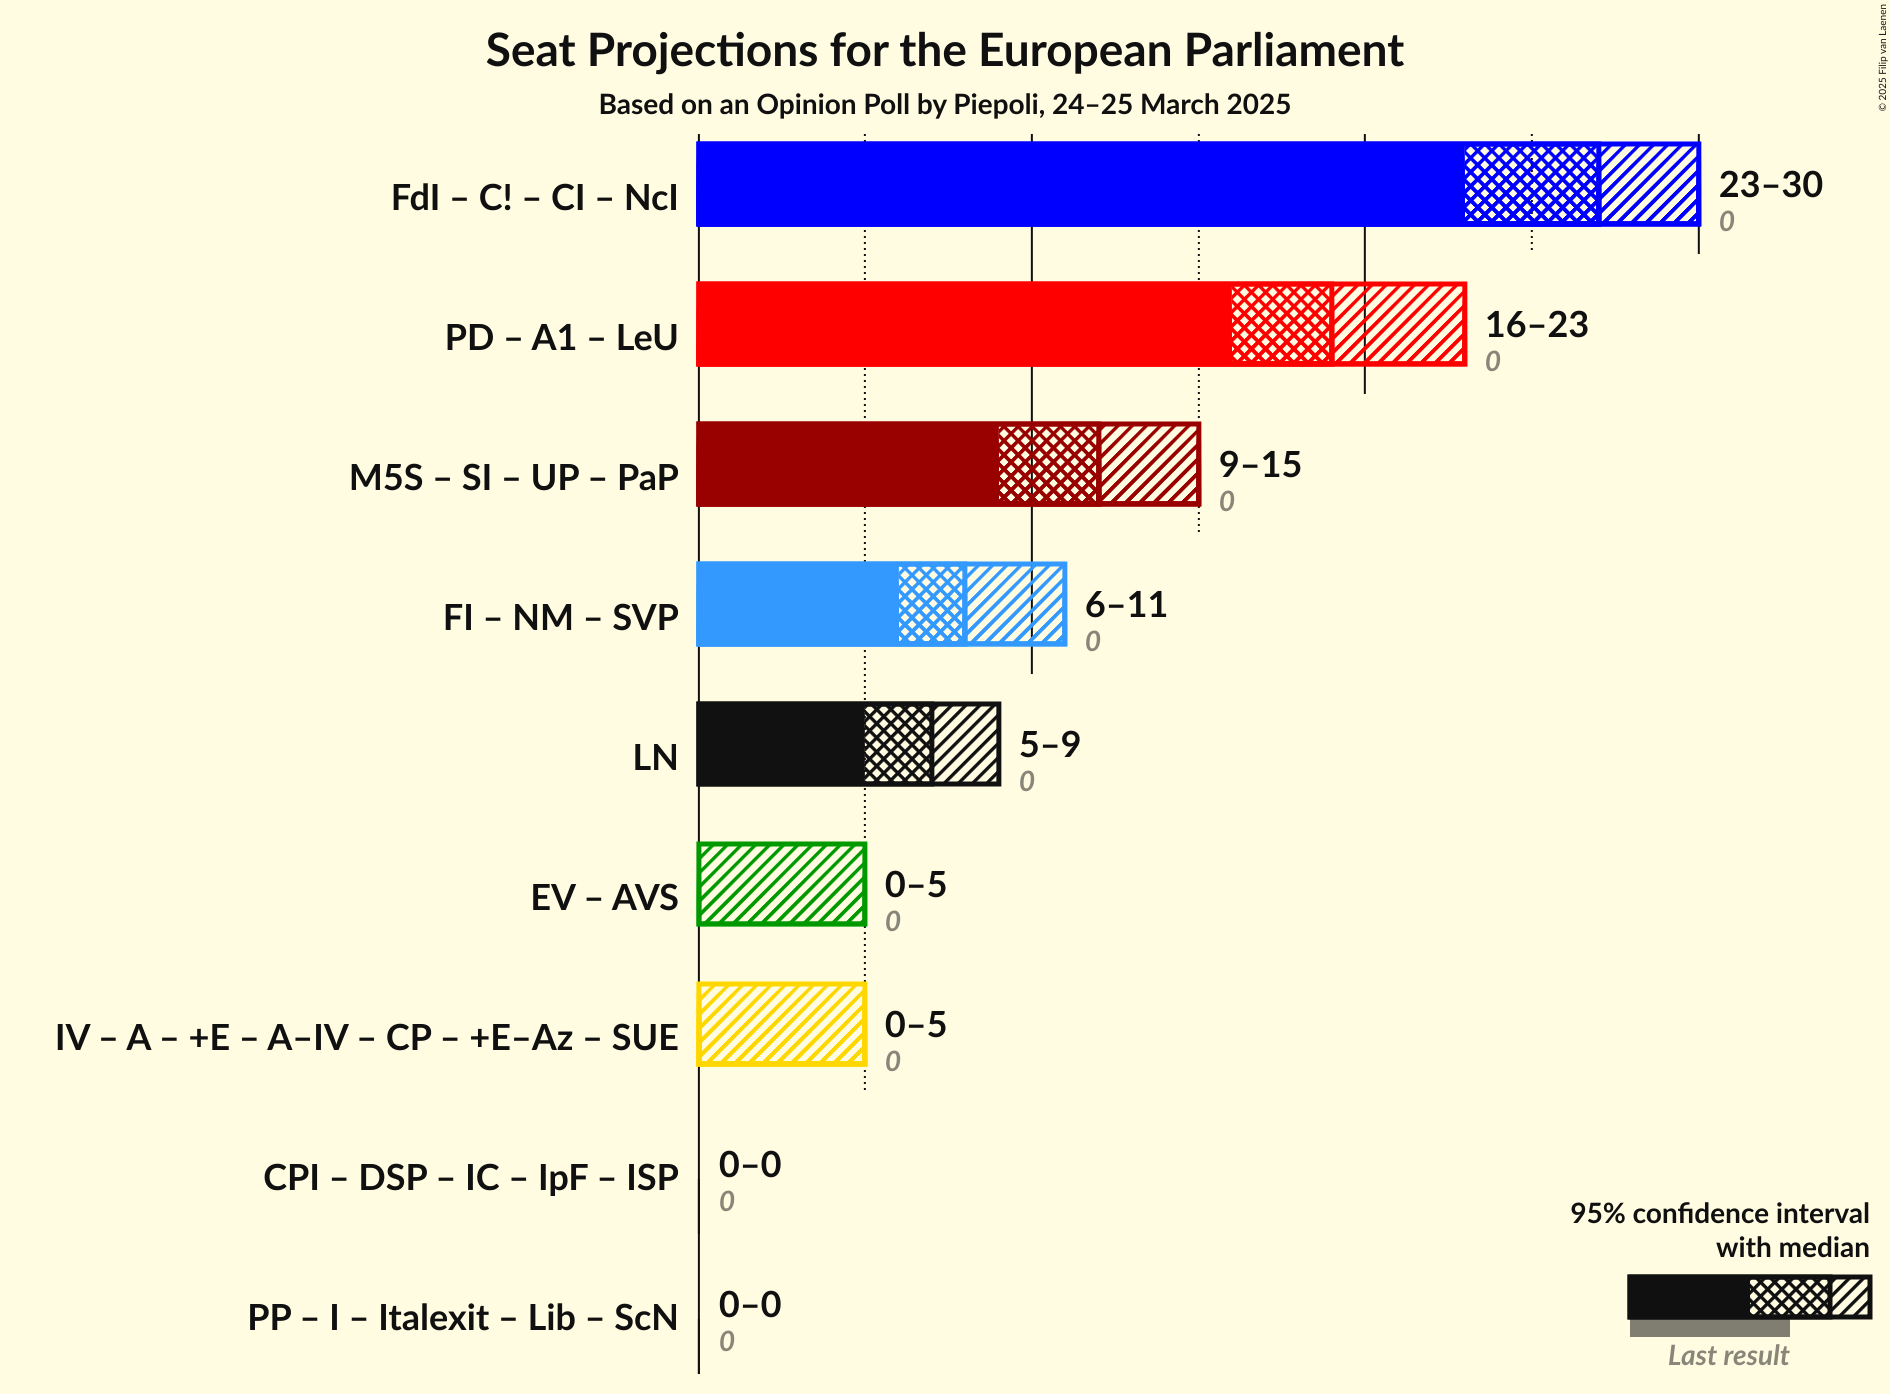 Seat Projections for the European Parliament
Based on an Opinion Poll by Piepoli, 24–25 March 2025
© 2025 Filip van Laenen
FdI – C! – CI – NcI
23–30
0
PD – A1 – LeU
16–23
0
M5S – SI – UP – PaP
9–15
0
FI – NM – SVP
6–11
0
LN
5–9
0
EV – AVS
0–5
0
IV – A – +E – A–IV – CP – +E–Az – SUE
0–5
0
CPI – DSP – IC – IpF – ISP
0–0
0
PP – I – Italexit – Lib – ScN
0–0
0
95% confidence interval
with median
Last result